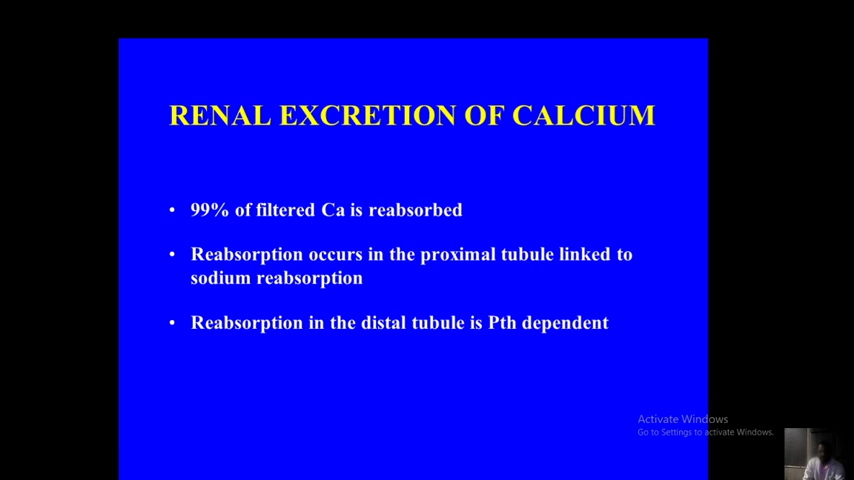 RENAL EXCRETION OF CALCIUM
• 99% of filtered Ca is reabsorbed
• Reabsorption occurs in the proximal tubule linked to
sodium reabsorption
• Reabsorption in the distal tubule is Pth dependent
Activate Windows
Go to Settings to activate Windows.